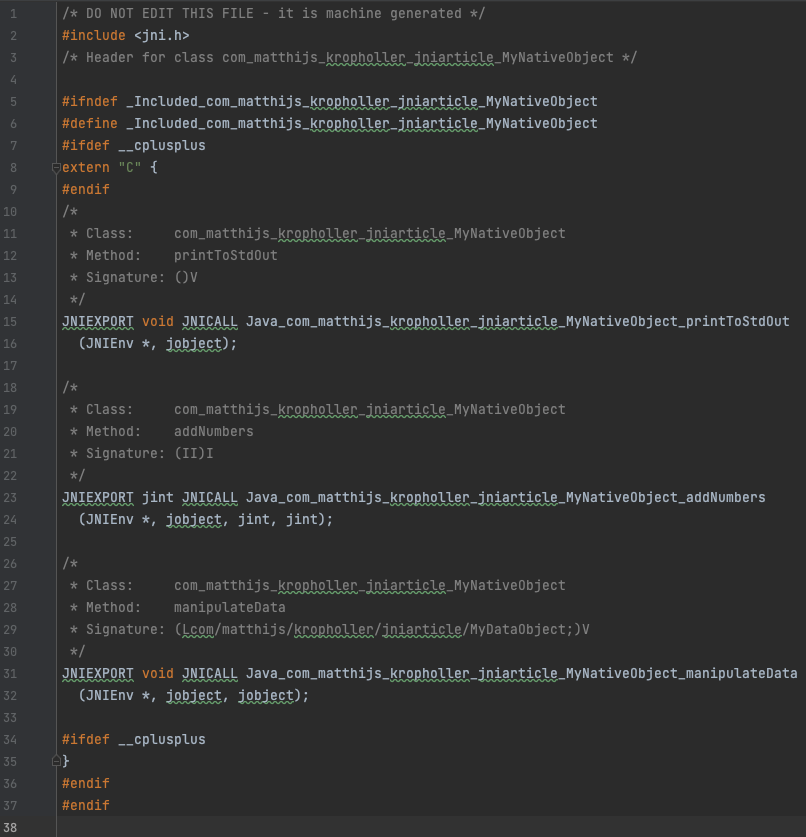 1 /* DO NOT EDIT THIS FILE - it is machine generated */
2 #include <jni.h>
3 /* Header for class com_matthijs_kropholler_jniarticle_MyNativeObject */
4
5 #ifndef _Included_com_matthijs_kropholler_jniarticle_MyNativeObject
6 #define _Included_com_matthijs_kropholler_jniarticle_MyNativeObject
7 #ifdef __cplusplus
8 extern "C" {
9 #endif
10 /*
11  * Class:     com_matthijs_kropholler_jniarticle_MyNativeObject
12  * Method:    printToStdOut
13  * Signature: ()V
14  */
15 JNIEXPORT void JNICALL Java_com_matthijs_kropholler_jniarticle_MyNativeObject_printToStdOut
16   (JNIEnv *, jobject);
17
18 /*
19  * Class:     com_matthijs_kropholler_jniarticle_MyNativeObject
20  * Method:    addNumbers
21  * Signature: (II)I
22  */
23 JNIEXPORT jint JNICALL Java_com_matthijs_kropholler_jniarticle_MyNativeObject_addNumbers
24   (JNIEnv *, jobject, jint, jint);
25
26 /*
27  * Class:     com_matthijs_kropholler_jniarticle_MyNativeObject
28  * Method:    manipulateData
29  * Signature: (Lcom/matthijs/kropholler/jniarticle/MyDataObject;)V
30  */
31 JNIEXPORT void JNICALL Java_com_matthijs_kropholler_jniarticle_MyNativeObject_manipulateData
32   (JNIEnv *, jobject, jobject);
33
34 #ifdef __cplusplus
35 }
36 #endif
37 #endif
38